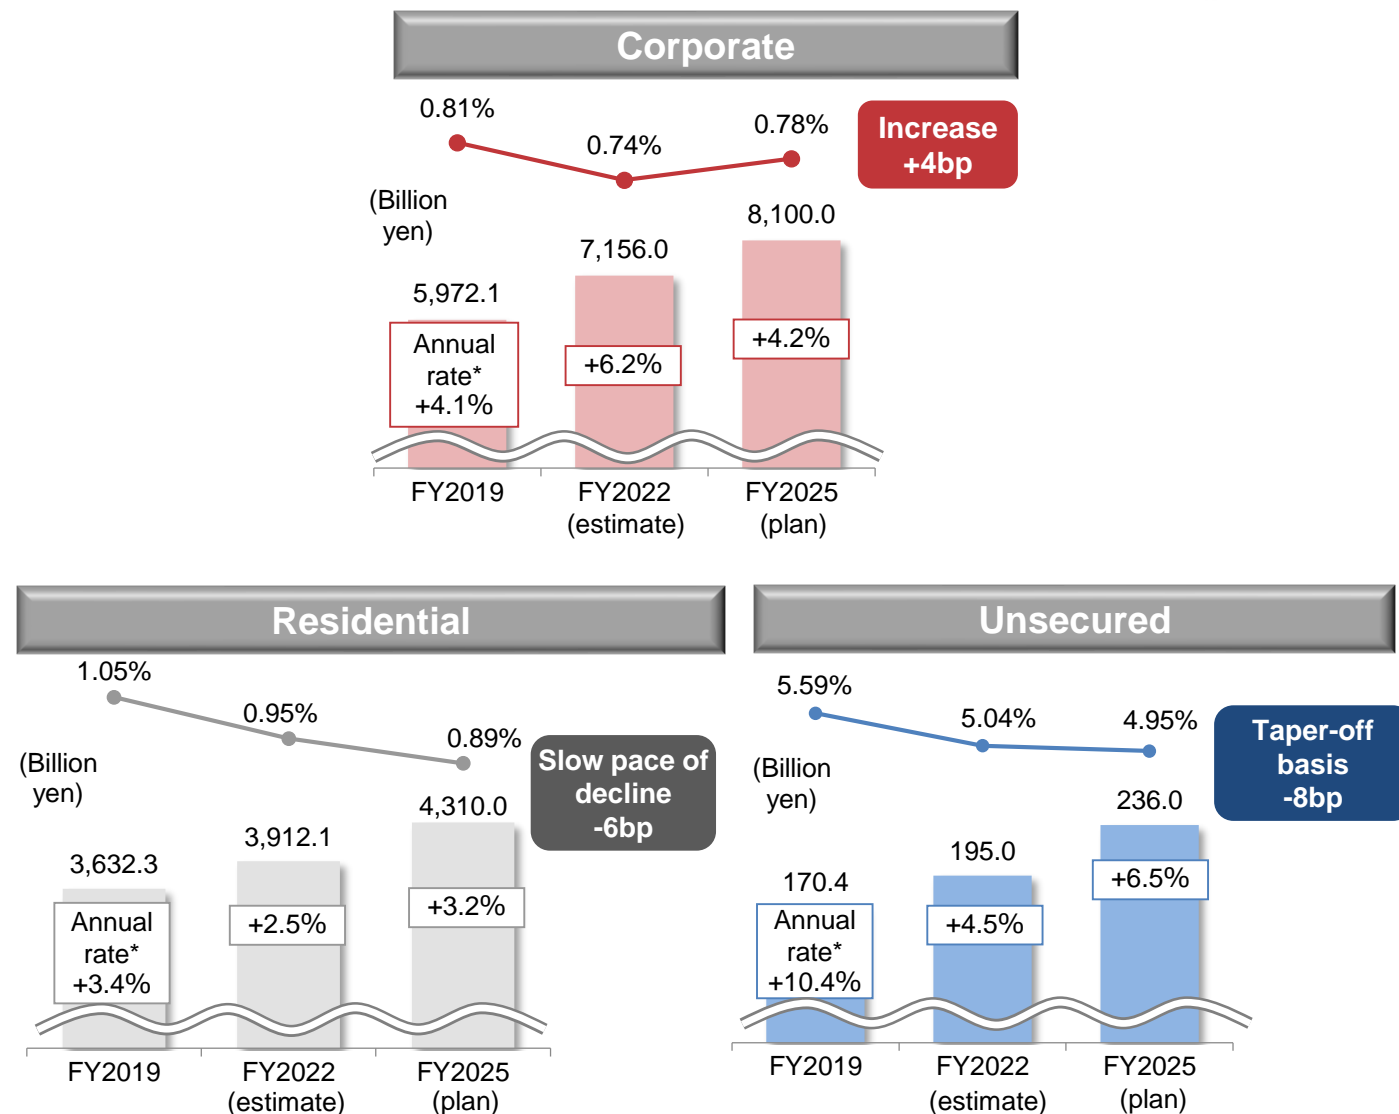 Corporate
0.81%
0.74%
0.78%
Increase
+4bp
(Billion
yen)
5,972.1
7,156.0
8,100.0
Annual
rate*
+4.1%
+6.2%
+4.2%
FY2019
FY2022
(estimate)
FY2025
(plan)
Residential
1.05%
0.95%
0.89%
Slow pace of
decline
-6bp
(Billion
yen)
3,632.3
3,912.1
4,310.0
Annual
rate*
+3.4%
+2.5%
+3.2%
FY2019
FY2022
(estimate)
FY2025
(plan)
Unsecured
5.59%
5.04%
4.95%
Taper-off
basis
-8bp
(Billion
yen)
170.4
195.0
236.0
Annual
rate*
+10.4%
+4.5%
+6.5%
FY2019
FY2022
(estimate)
FY2025
(plan)